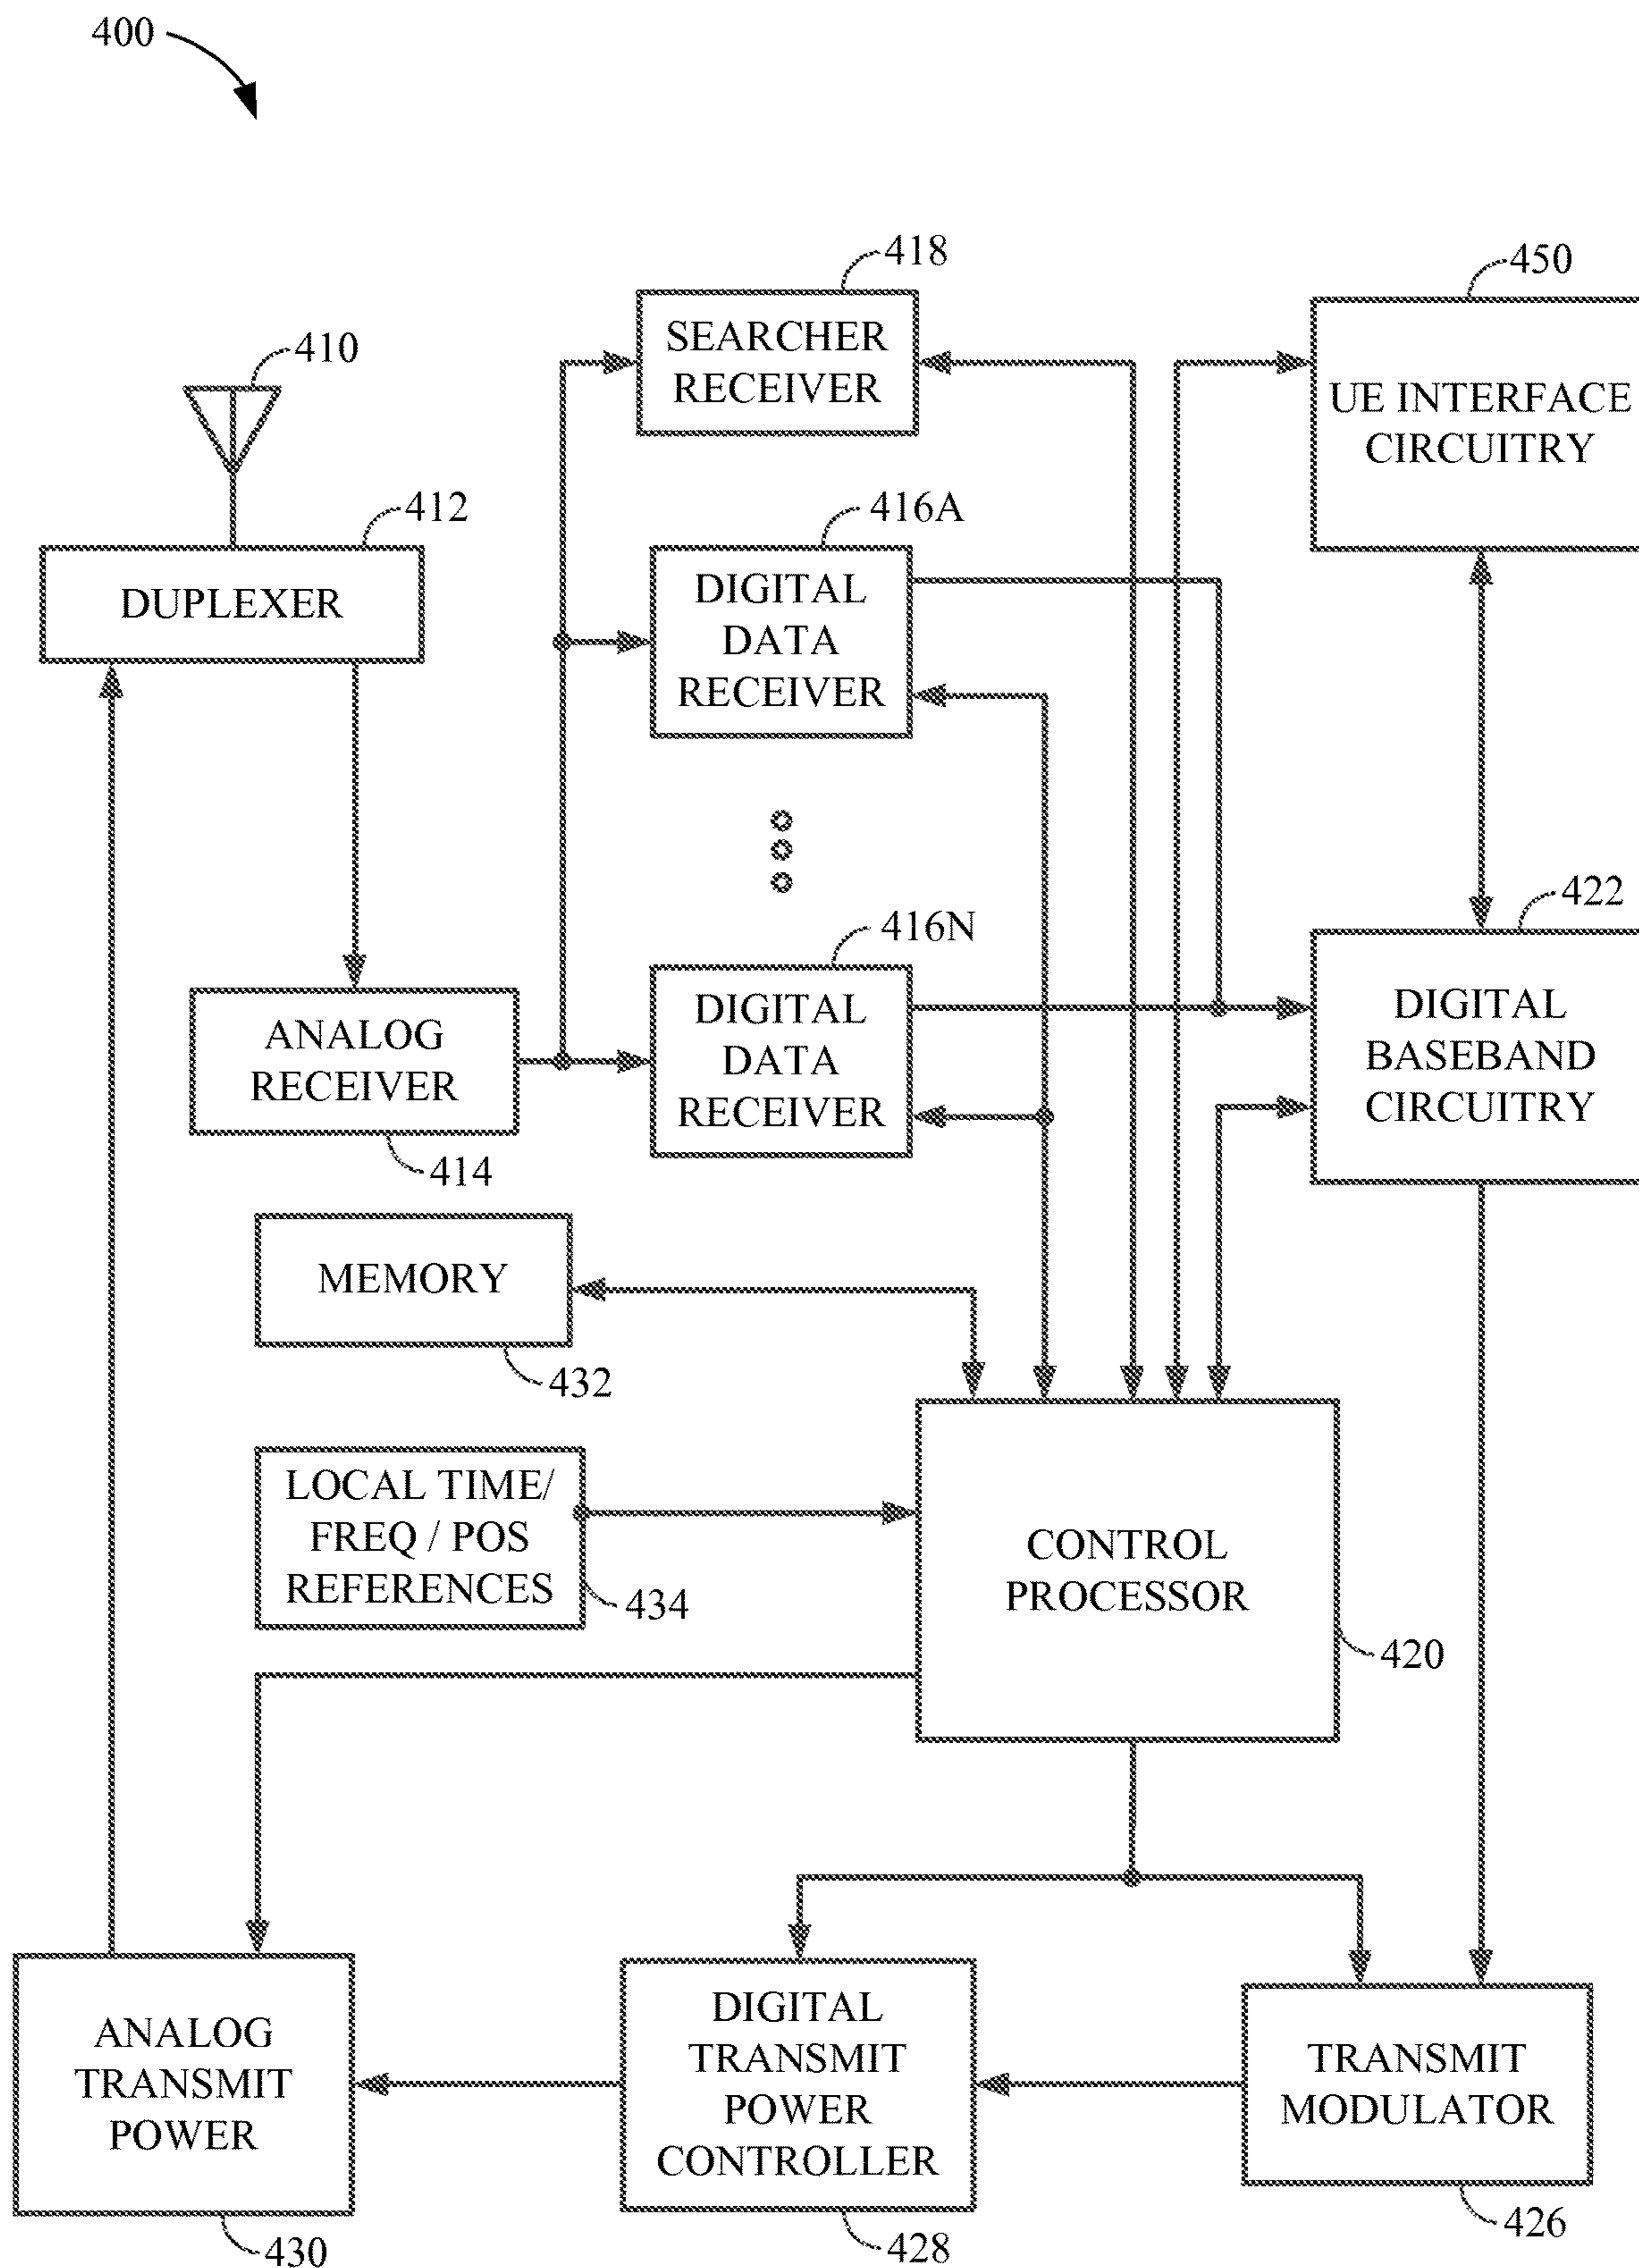 400
418
SEARCHER
RECEIVER
450
UE INTERFACE
CIRCUITRY
410
412
DUPLEXER
416A
DIGITAL
DATA
RECEIVER
416N
DIGITAL
DATA
RECEIVER
422
DIGITAL
BASEBAND
CIRCUITRY
ANALOG
RECEIVER
414
MEMORY
432
LOCAL TIME/
FREQ / POS
REFERENCES
434
CONTROL
PROCESSOR
420
ANALOG
TRANSMIT
POWER
430
DIGITAL
TRANSMIT
POWER
CONTROLLER
428
TRANSMIT
MODULATOR
426